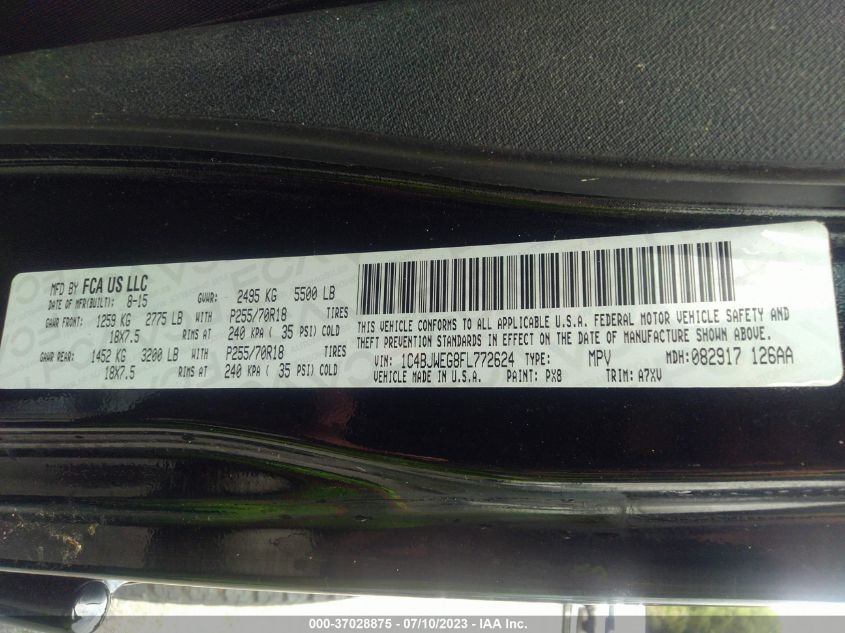 MFD BY FCA US LLC
DATE OF MFR(BUILT): 8-15 GVWR: 2495 KG 5500 LB
GAWR FRONT: 1259 KG 2775 LB WITH P255/70R18 TIRES
18X7.5 RIMS AT 240 KPA ( 35 PSI) COLD
GAWR REAR: 1452 KG 3200 LB WITH P255/70R18 TIRES
18X7.5 RIMS AT 240 KPA ( 35 PSI) COLD
THIS VEHICLE CONFORMS TO ALL APPLICABLE U.S.A. FEDERAL MOTOR VEHICLE SAFETY AND
THEFT PREVENTION STANDARDS IN EFFECT ON THE DATE OF MANUFACTURE SHOWN ABOVE.
VIN: 1C4BJWEG8FL772624 TYPE: MPV MDH: 082917 126AA
VEHICLE MADE IN U.S.A. PAINT: PX8 TRIM: A7XV
000-37028875 - 07/10/2023 - IAA Inc.